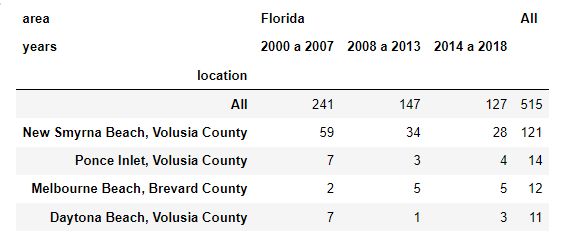 area Florida All
years 2000 a 2007 2008 a 2013 2014 a 2018
location
All 241 147 127 515
New Smyrna Beach, Volusia County 59 34 28 121
Ponce Inlet, Volusia County 7 3 4 14
Melbourne Beach, Brevard County 2 5 5 12
Daytona Beach, Volusia County 7 1 3 11